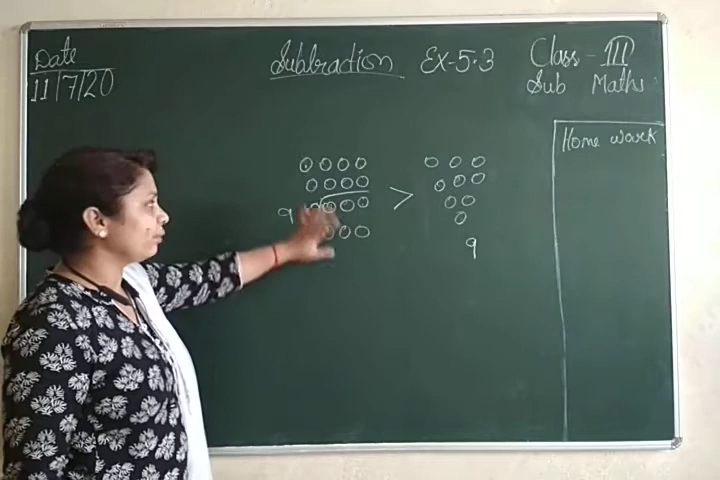 Date
11/7/20
Subtraction Ex-5.3
Class - III
Sub Maths
Home work
9 >
9